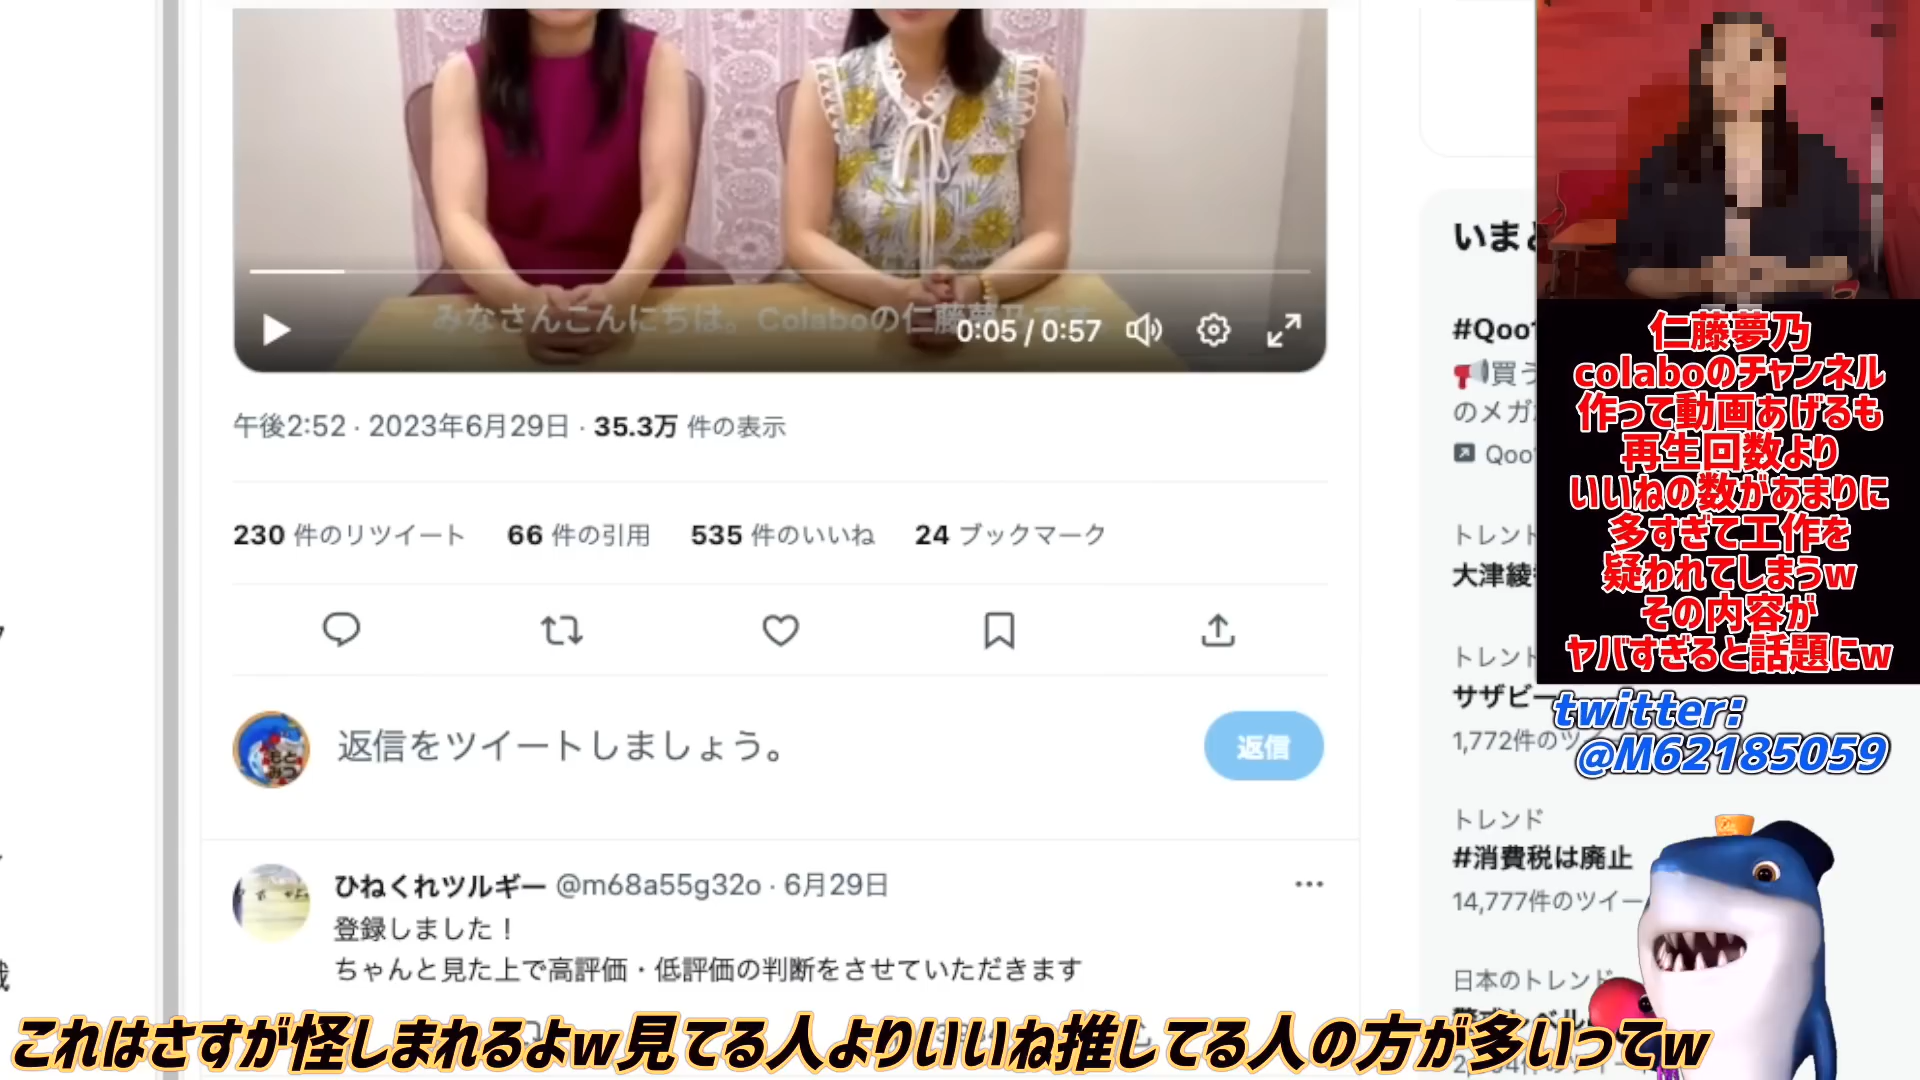 みなさんこんにちは。Colaboの仁藤夢乃です
0:05 / 0:57
午後2:52 · 2023年6月29日 · 35.3万 件の表示
230 件のリツイート 66 件の引用 535 件のいいね 24 ブックマーク
もと
みつ
返信をツイートしましょう。
返信
ひねくれツルギー @m68a55g32o · 6月29日
登録しました！
ちゃんと見た上で高評価・低評価の判断をさせていただきます
いまど
#Qoo
買う
のメガ
Qoo
トレンド
大津綾
トレンド
サザビー
1,772件のツイー
トレンド
#消費税は廃止
14,777件のツイー
日本のトレンド
仁藤夢乃
colaboのチャンネル
作って動画あげるも
再生回数より
いいねの数があまりに
多すぎて工作を
疑われてしまうw
その内容が
ヤバすぎると話題にw
twitter:
@M62185059
これはさすが怪しまれるよw見てる人よりいいね推してる人の方が多いってw